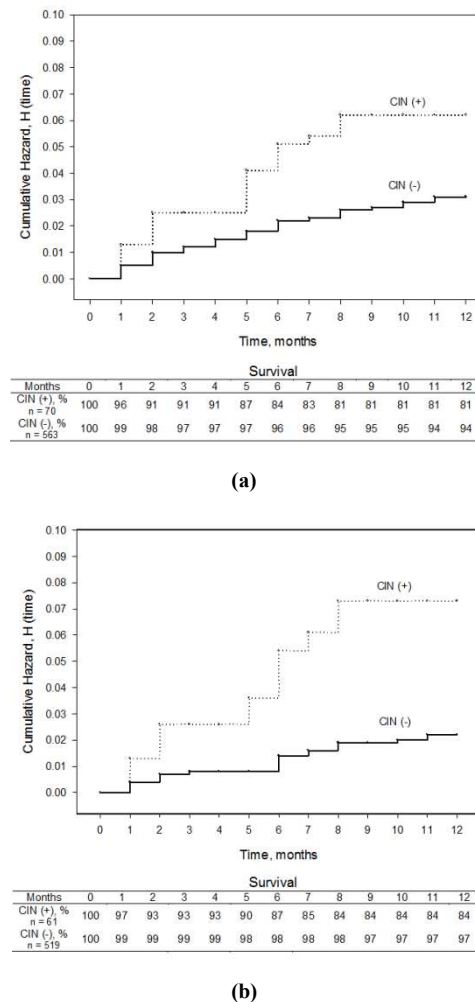 0.10
0.09
0.08
0.07
0.06
0.05
0.04
0.03
0.02
0.01
0.00
Cumulative Hazard, H (time)
CIN (+)
CIN (-)
0 1 2 3 4 5 6 7 8 9 10 11 12
Time, months
Survival
Months 0 1 2 3 4 5 6 7 8 9 10 11 12
CIN (+), % n = 70 100 96 91 91 91 87 84 83 81 81 81 81 81
CIN (-), % n = 563 100 99 98 97 97 97 96 96 95 95 95 94 94
(a)
0.10
0.09
0.08
0.07
0.06
0.05
0.04
0.03
0.02
0.01
0.00
Cumulative Hazard, H (time)
CIN (+)
CIN (-)
0 1 2 3 4 5 6 7 8 9 10 11 12
Time, months
Survival
Months 0 1 2 3 4 5 6 7 8 9 10 11 12
CIN (+), % n = 61 100 97 93 93 93 90 87 85 84 84 84 84 84
CIN (-), % n = 519 100 99 99 99 99 98 98 98 98 97 97 97 97
(b)